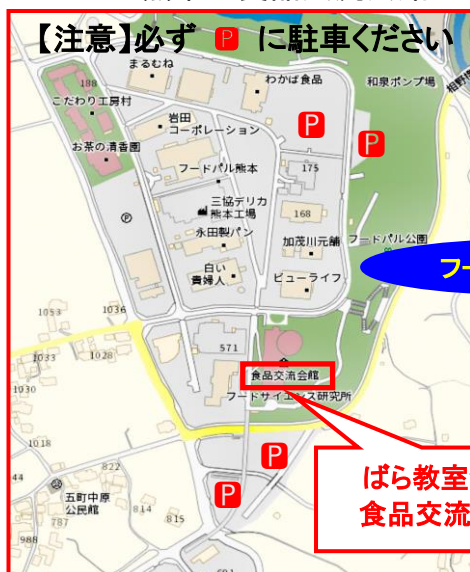 【注意】必ず P に駐車ください
まるむね
わかば食品
和泉ポンプ場
188
こだわり工房村
岩田
コーポレーション
P
P
お茶の清香園
フードパル熊本
175
三協デリカ
熊本工場
168
P
永田製パン
加茂川元舗
フードパル公園
白い
貴婦人
ビューライフ
フー
1053
1036
1033
1028
571
食品交流会館
1030
フードサイエンス研究所
1018
822
P
ばら教室
食品交流
44
五町中原
公民館
P
814
787
815
988